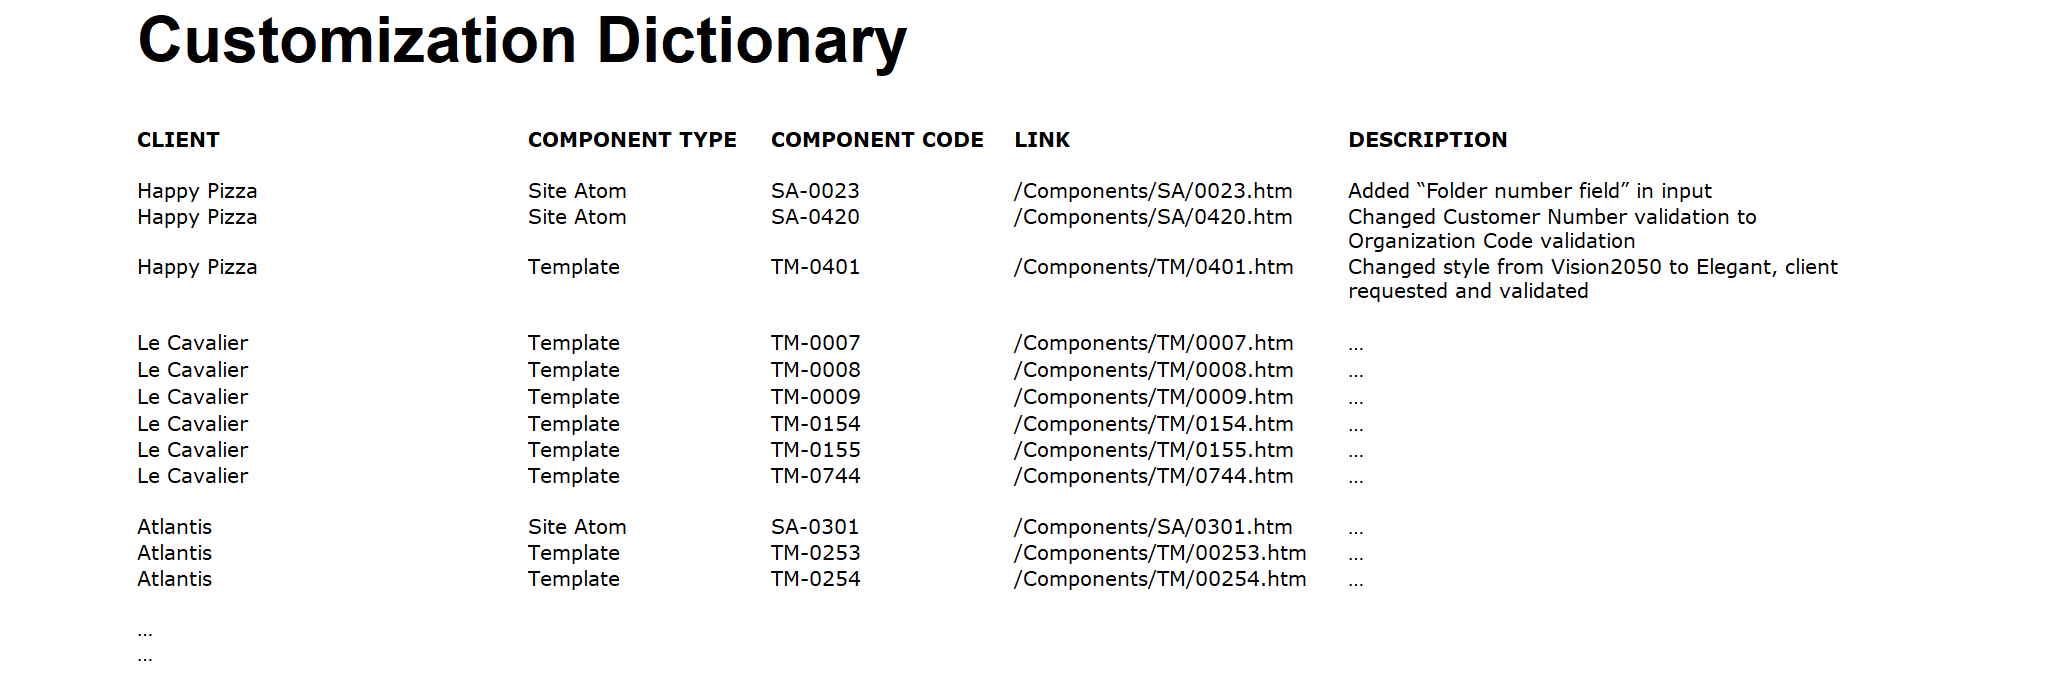 Customization Dictionary
CLIENT COMPONENT TYPE COMPONENT CODE LINK DESCRIPTION
Happy Pizza Site Atom SA-0023 /Components/SA/0023.htm Added “Folder number field” in input
Happy Pizza Site Atom SA-0420 /Components/SA/0420.htm Changed Customer Number validation to
Organization Code validation
Happy Pizza Template TM-0401 /Components/TM/0401.htm Changed style from Vision2050 to Elegant, client
requested and validated
Le Cavalier Template TM-0007 /Components/TM/0007.htm ...
Le Cavalier Template TM-0008 /Components/TM/0008.htm ...
Le Cavalier Template TM-0009 /Components/TM/0009.htm ...
Le Cavalier Template TM-0154 /Components/TM/0154.htm ...
Le Cavalier Template TM-0155 /Components/TM/0155.htm ...
Le Cavalier Template TM-0744 /Components/TM/0744.htm ...
Atlantis Site Atom SA-0301 /Components/SA/0301.htm ...
Atlantis Template TM-0253 /Components/TM/00253.htm ...
Atlantis Template TM-0254 /Components/TM/00254.htm ...
...
...